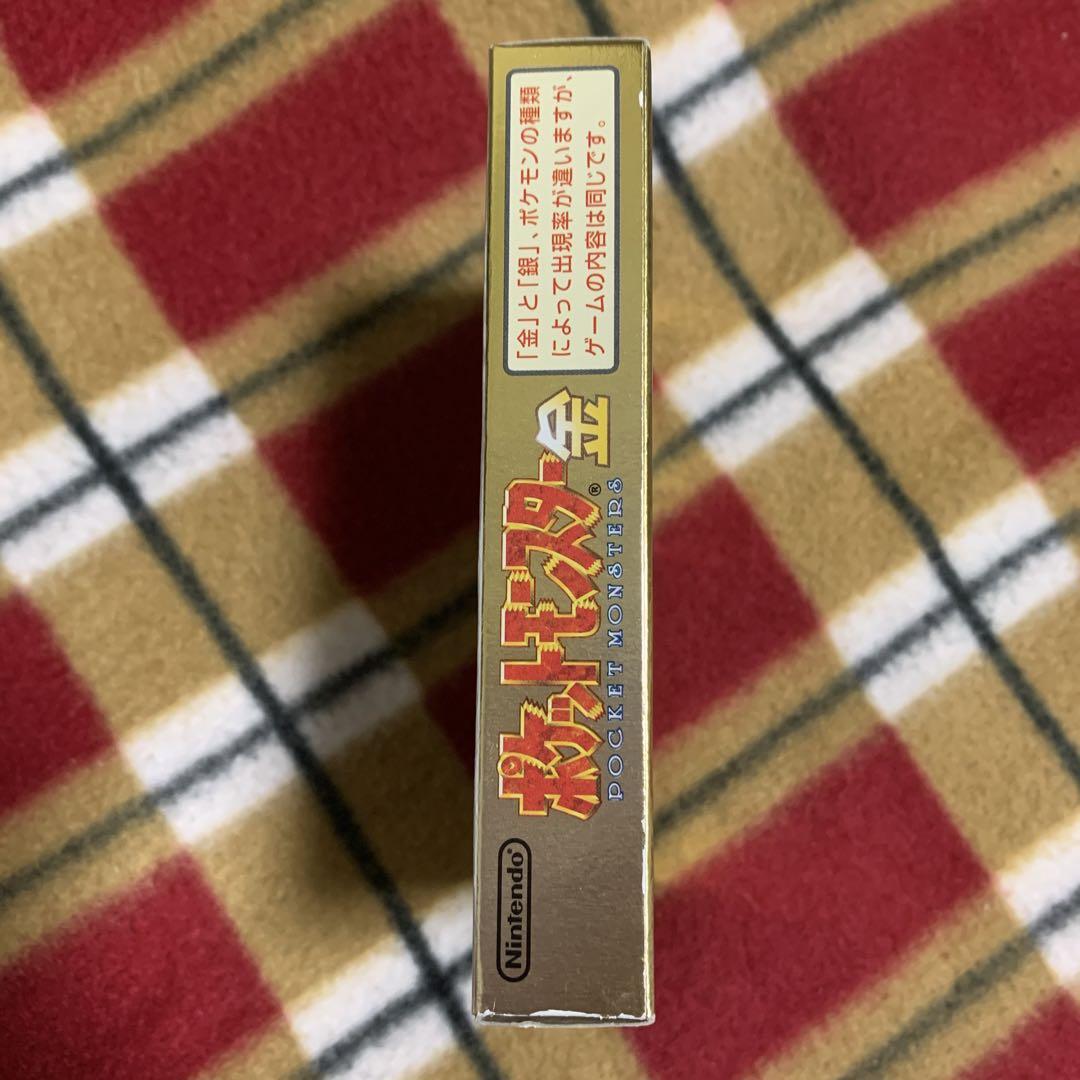 Nintendo®
ポケットモンスター金
POCKET MONSTERS®
「金」と「銀」、ポケモンの種類
によって出現率が違いますが、
ゲームの内容は同じです。